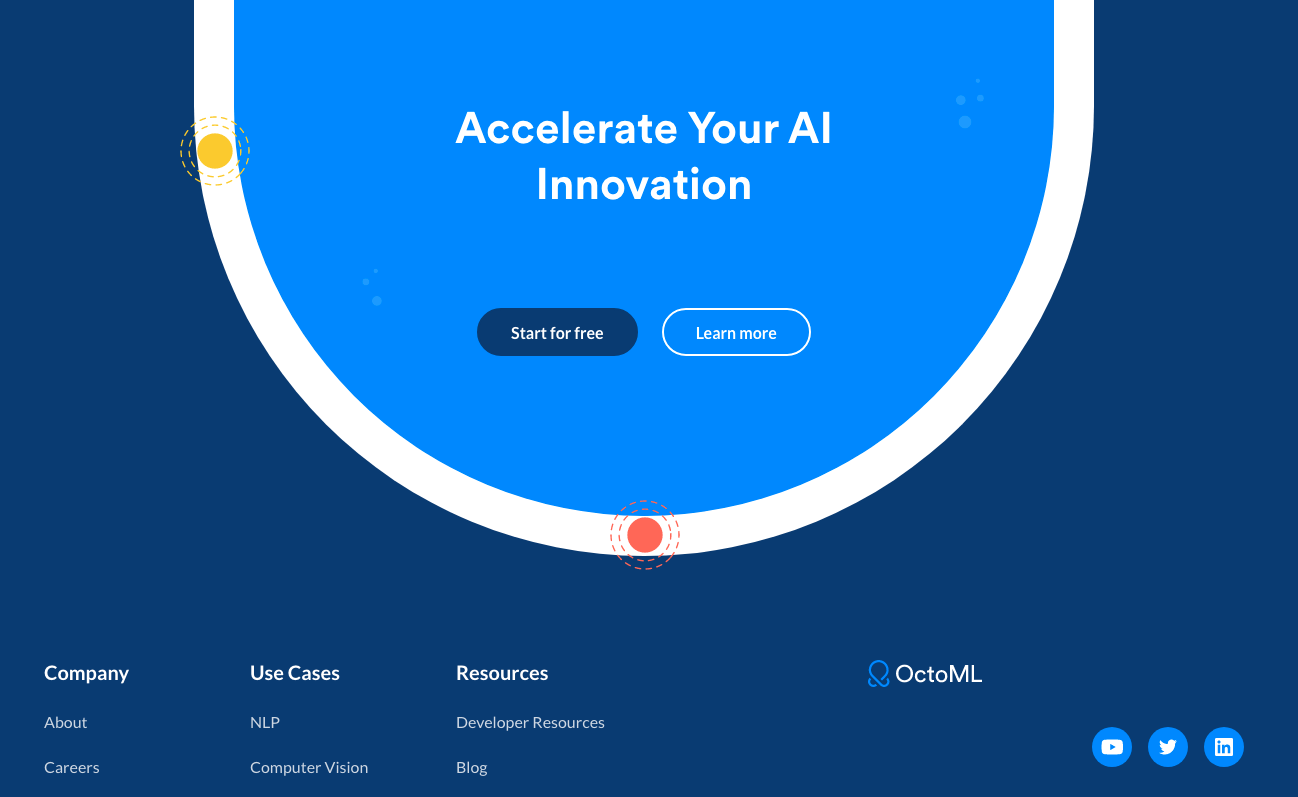 Accelerate Your AI
Innovation
Start for free
Learn more
Company
Use Cases
Resources
OctoML
About
NLP
Developer Resources
Careers
Computer Vision
Blog